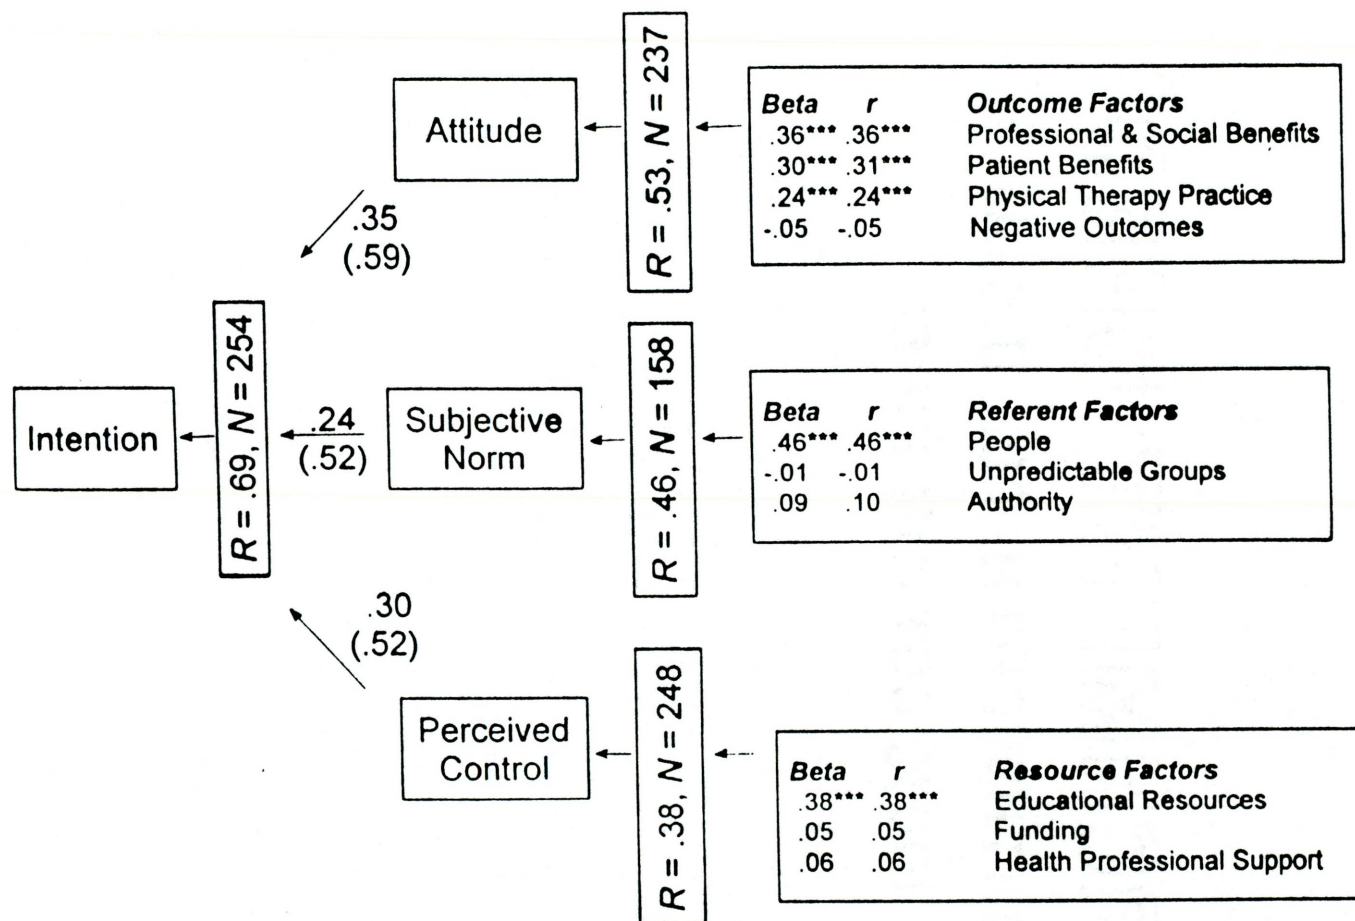 Attitude
R = .53, N = 237
Beta r Outcome Factors
.36*** .36*** Professional & Social Benefits
.30*** .31*** Patient Benefits
.24*** .24*** Physical Therapy Practice
-.05 -.05 Negative Outcomes
.35
(.59)
Intention
R = .69, N = 254
.24
(.52)
Subjective
Norm
R = .46, N = 158
Beta r Referent Factors
.46*** .46*** People
-.01 -.01 Unpredictable Groups
.09 .10 Authority
.30
(.52)
Perceived
Control
R = .38, N = 248
Beta r Resource Factors
.38*** .38*** Educational Resources
.05 .05 Funding
.06 .06 Health Professional Support